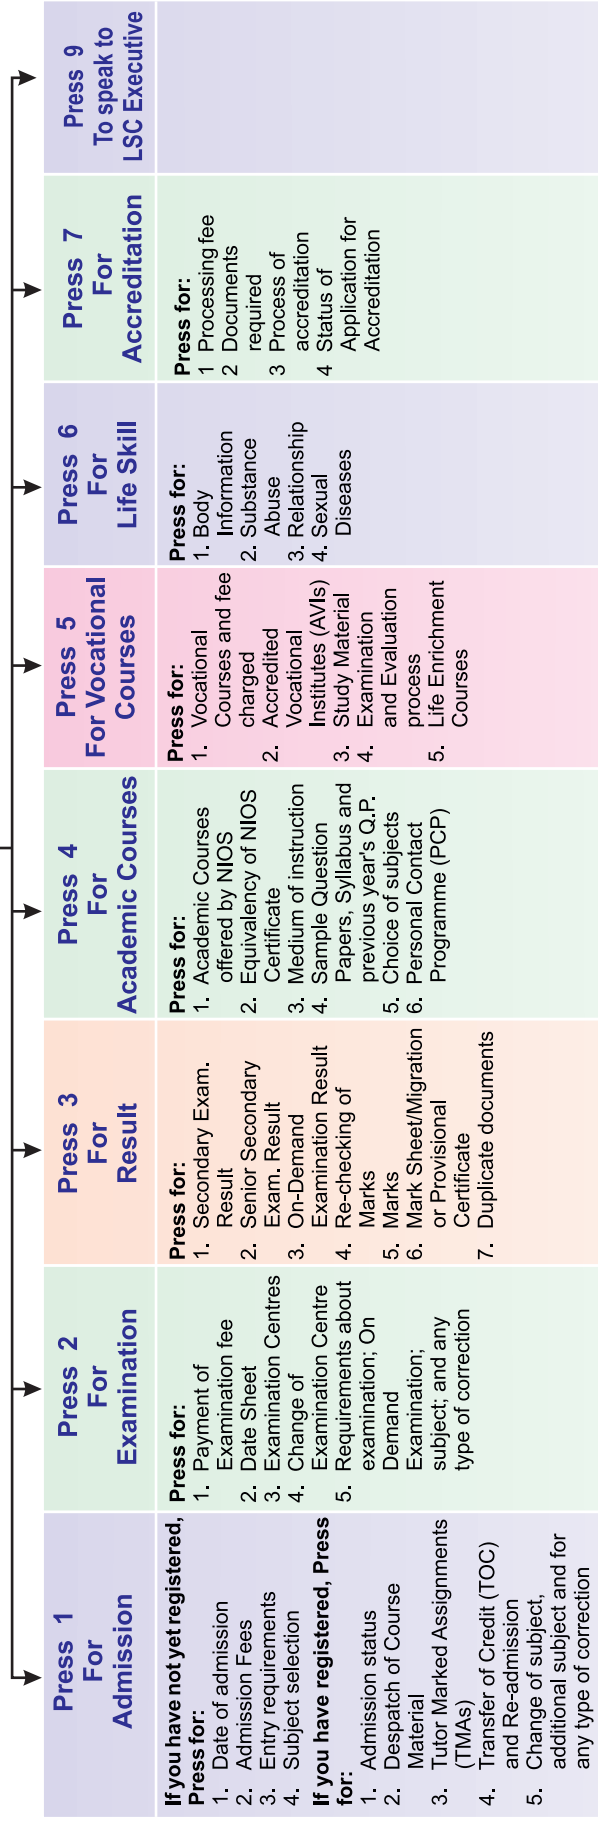 Press 1
For
Admission
If you have not yet registered,
Press for:
1. Date of admission
2. Admission Fees
3. Entry requirements
4. Subject selection
If you have registered, Press
for:
1. Admission status
2. Despatch of Course
Material
3. Tutor Marked Assignments
(TMAs)
4. Transfer of Credit (TOC)
and Re-admission
5. Change of subject,
additional subject and for
any type of correction
Press 2
For
Examination
Press for:
1. Payment of
Examination fee
2. Date Sheet
3. Examination Centres
4. Change of
Examination Centre
5. Requirements about
examination; On
Demand
Examination;
subject; and any
type of correction
Press 3
For
Result
Press for:
1. Secondary Exam.
Result
2. Senior Secondary
Exam. Result
3. On-Demand
Examination Result
4. Re-checking of
Marks
5. Marks
6. Mark Sheet/Migration
or Provisional
Certificate
7. Duplicate documents
Press 4
For
Academic Courses
Press for:
1. Academic Courses
offered by NIOS
2. Equivalency of NIOS
Certificate
3. Medium of instruction
4. Sample Question
Papers, Syllabus and
previous year's Q.P.
5. Choice of subjects
6. Personal Contact
Programme (PCP)
Press 5
For Vocational
Courses
Press for:
1. Vocational
Courses and fee
charged
2. Accredited
Vocational
Institutes (AVIs)
3. Study Material
4. Examination
and Evaluation
process
5. Life Enrichment
Courses
Press 6
For
Life Skill
Press for:
1. Body
Information
2. Substance
Abuse
3. Relationship
4. Sexual
Diseases
Press 7
For
Accreditation
Press for:
1 Processing fee
2 Documents
required
3 Process of
accreditation
4 Status of
Application for
Accreditation
Press 9
To speak to
LSC Executive